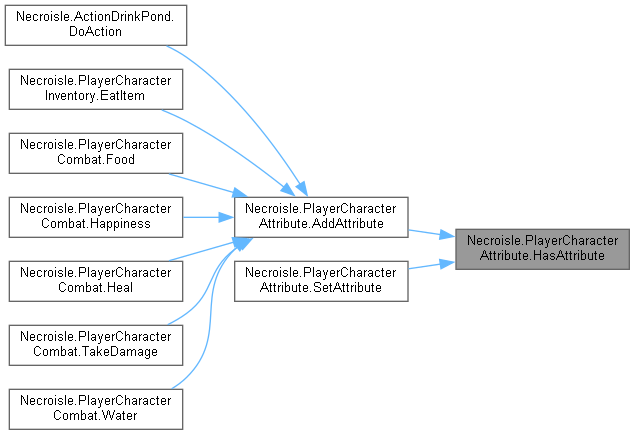 Necroisle.ActionDrinkPond.
DoAction
Necroisle.PlayerCharacter
Inventory.EatItem
Necroisle.PlayerCharacter
Combat.Food
Necroisle.PlayerCharacter
Combat.Happiness
Necroisle.PlayerCharacter
Combat.Heal
Necroisle.PlayerCharacter
Combat.TakeDamage
Necroisle.PlayerCharacter
Combat.Water
Necroisle.PlayerCharacter
Attribute.AddAttribute
Necroisle.PlayerCharacter
Attribute.SetAttribute
Necroisle.PlayerCharacter
Attribute.HasAttribute